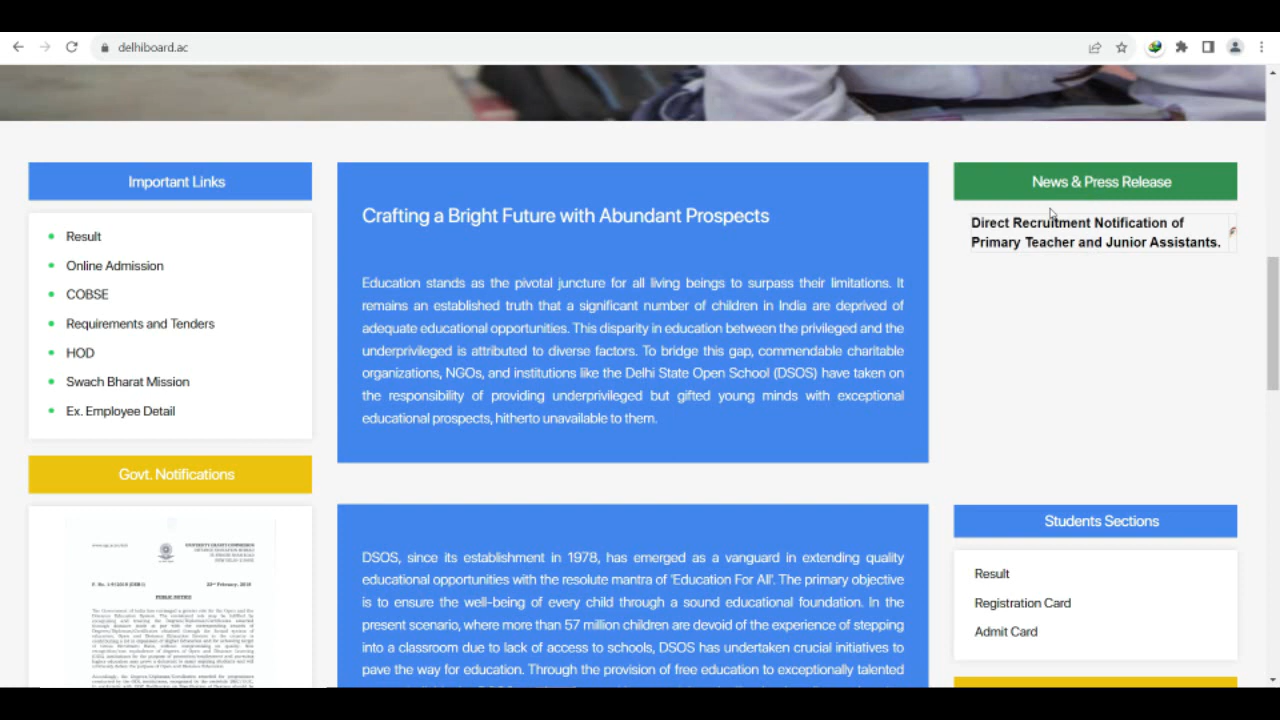 delhiboard.ac
Important Links
Result
Online Admission
COBSE
Requirements and Tenders
HOD
Swach Bharat Mission
Ex. Employee Detail
Govt. Notifications
UNIVERSITY GRANTS COMMISSION
PUBLIC NOTICE
Crafting a Bright Future with Abundant Prospects
Education stands as the pivotal juncture for all living beings to surpass their limitations. It
remains an established truth that a significant number of children in India are deprived of
adequate educational opportunities. This disparity in education between the privileged and the
underprivileged is attributed to diverse factors. To bridge this gap, commendable charitable
organizations, NGOs, and institutions like the Delhi State Open School (DSOS) have taken on
the responsibility of providing underprivileged but gifted young minds with exceptional
educational prospects, hitherto unavailable to them.
DSOS, since its establishment in 1978, has emerged as a vanguard in extending quality
educational opportunities with the resolute mantra of 'Education For All'. The primary objective
is to ensure the well-being of every child through a sound educational foundation. In the
present scenario, where more than 5.7 million children are devoid of the experience of stepping
into a classroom due to lack of access to schools, DSOS has undertaken crucial initiatives to
pave the way for education. Through the provision of free education to exceptionally talented
News & Press Release
Direct Recruitment Notification of
Primary Teacher and Junior Assistants.
Students Sections
Result
Registration Card
Admit Card